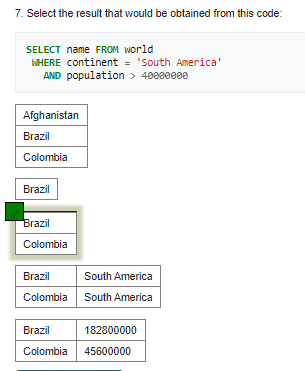 7. Select the result that would be obtained from this code:
SELECT name FROM world
WHERE continent = 'South America'
AND population > 40000000
Afghanistan
Brazil
Colombia
Brazil
Brazil
Colombia
Brazil South America
Colombia South America
Brazil 182800000
Colombia 45600000